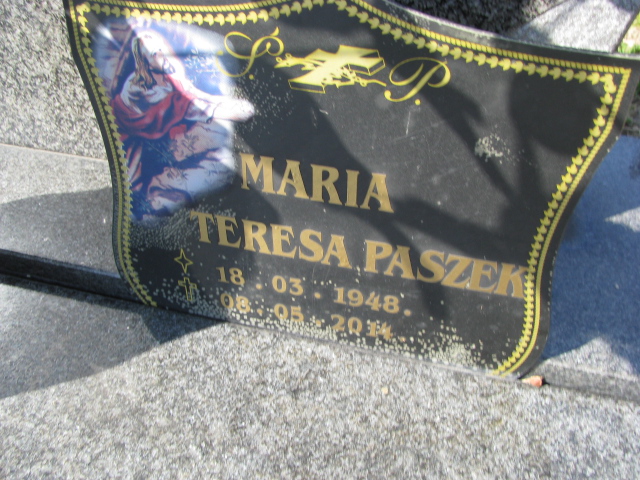 Ś. P.
MARIA
TERESA PASZEK
18 . 03 . 1948.
08 . 05 . 2014.